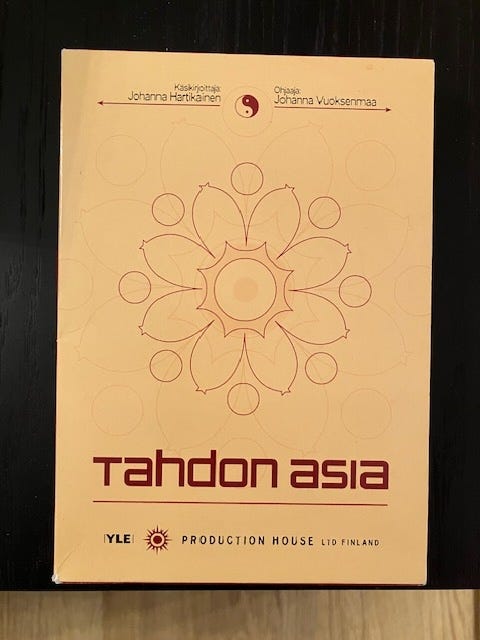 Käsikirjoittaja:
Johanna Hartikainen
Ohjaaja:
Johanna Vuoksenmaa
Tahdon asia
YLE PRODUCTION HOUSE LTD FINLAND